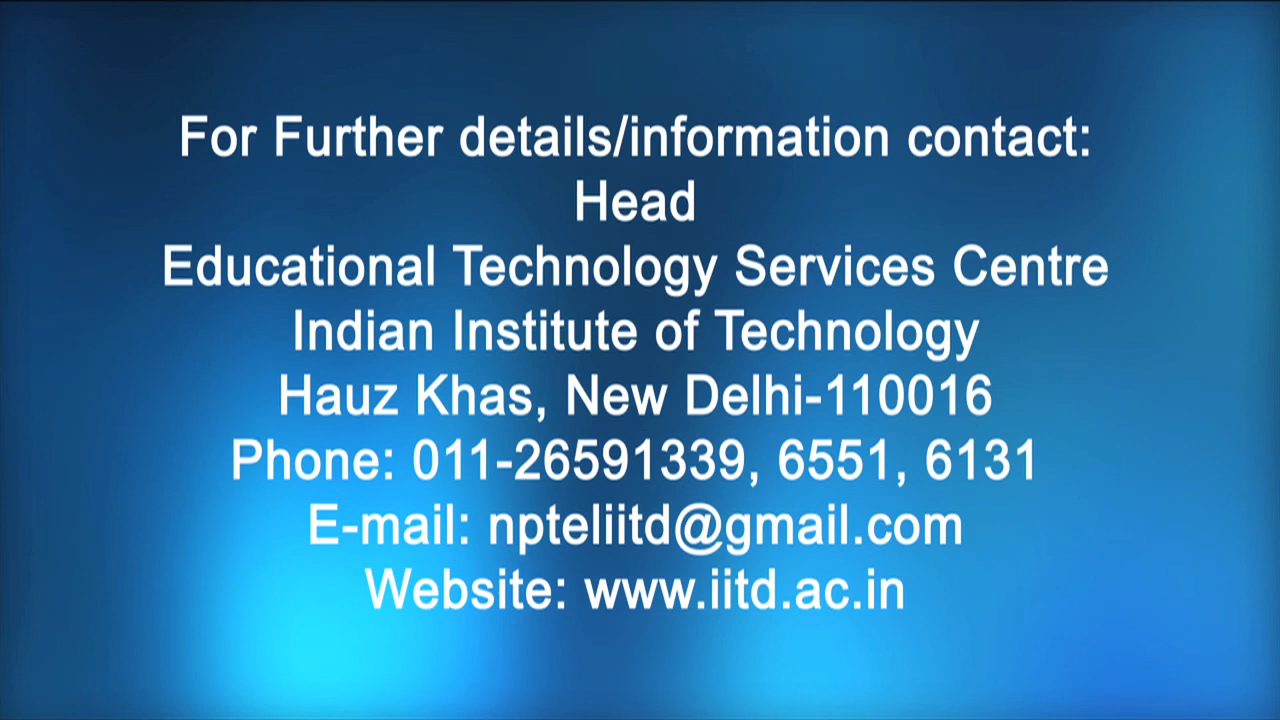 For Further details/information contact:
Head
Educational Technology Services Centre
Indian Institute of Technology
Hauz Khas, New Delhi-110016
Phone: 011-26591339, 6551, 6131
E-mail: npteliitd@gmail.com
Website: www.iitd.ac.in